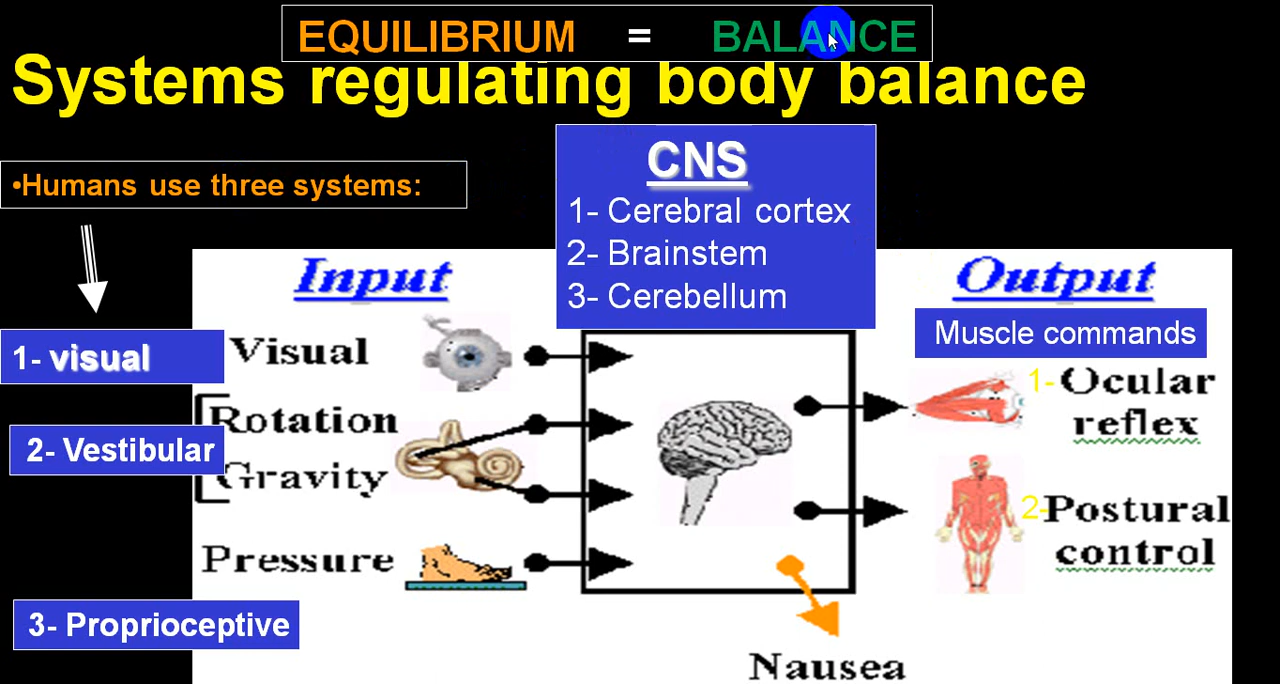 EQUILIBRIUM = BALANCE
Systems regulating body balance
•Humans use three systems:
CNS
1- Cerebral cortex
2- Brainstem
3- Cerebellum
Input
Output
Muscle commands
1- visual
Visual
2- Vestibular
Rotation
Gravity
Pressure
3- Proprioceptive
1- Ocular
reflex
2- Postural
control
Nausea